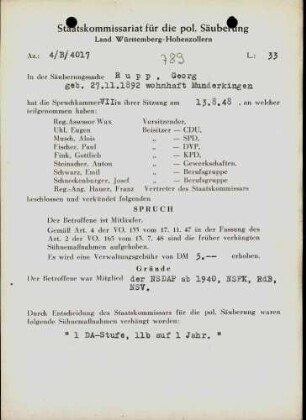 Staatskommissariat für die pol. Säuberung
Land Württemberg-Hohenzollern
Az.: 4/B/4017 789 L.: 33
In der Säuberungssache Rupp, Georg
geb. 27.11.1892 wohnhaft Munderkingen
hat die Spruchkammer VII in ihrer Sitzung am 13.8.48, an welcher
teilgenommen haben:
Reg.Assessor Wax Vorsitzender,
Uhl, Eugen Beisitzer — CDU,
Munch, Alois „ — SPD,
Fischer, Paul „ — DVP,
Fink, Gottlieb „ — KPD,
Steinacher, Anton „ — Gewerkschaften,
Schwarz, Emil „ — Berufsgruppe
Schneckenburger, Josef „ — Berufsgruppe
Reg.-Ang. Hauer, Franz Vertreter des Staatskommissars
beschlossen und verkündet folgenden
SPRUCH
Der Betroffene ist Mitläufer.
Gemäß Art. 4 der VO. 133 vom 17. 11. 47 in der Fassung des
Art. 2 der VO. 165 vom 13. 7. 48 sind die früher verhängten
Sühnemaßnahmen aufgehoben.
Es wird eine Verwaltungsgebühr von DM 3.-- erhoben.
Gründe
Der Betroffene war Mitglied der NSDAP ab 1940, NSFK, RdB,
NSV.
Durch Entscheidung des Staatskommissars für die pol. Säuberung waren
folgende Sühnemaßnahmen verhängt worden:
" 1 DA-Stufe, 11b auf 1 Jahr. "